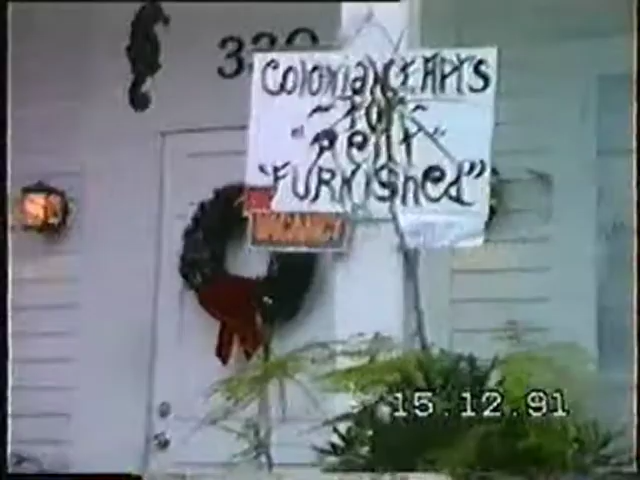 Colonial Apts
~ for ~
"Rent"
"FURNished"
VACANCY
15.12.91